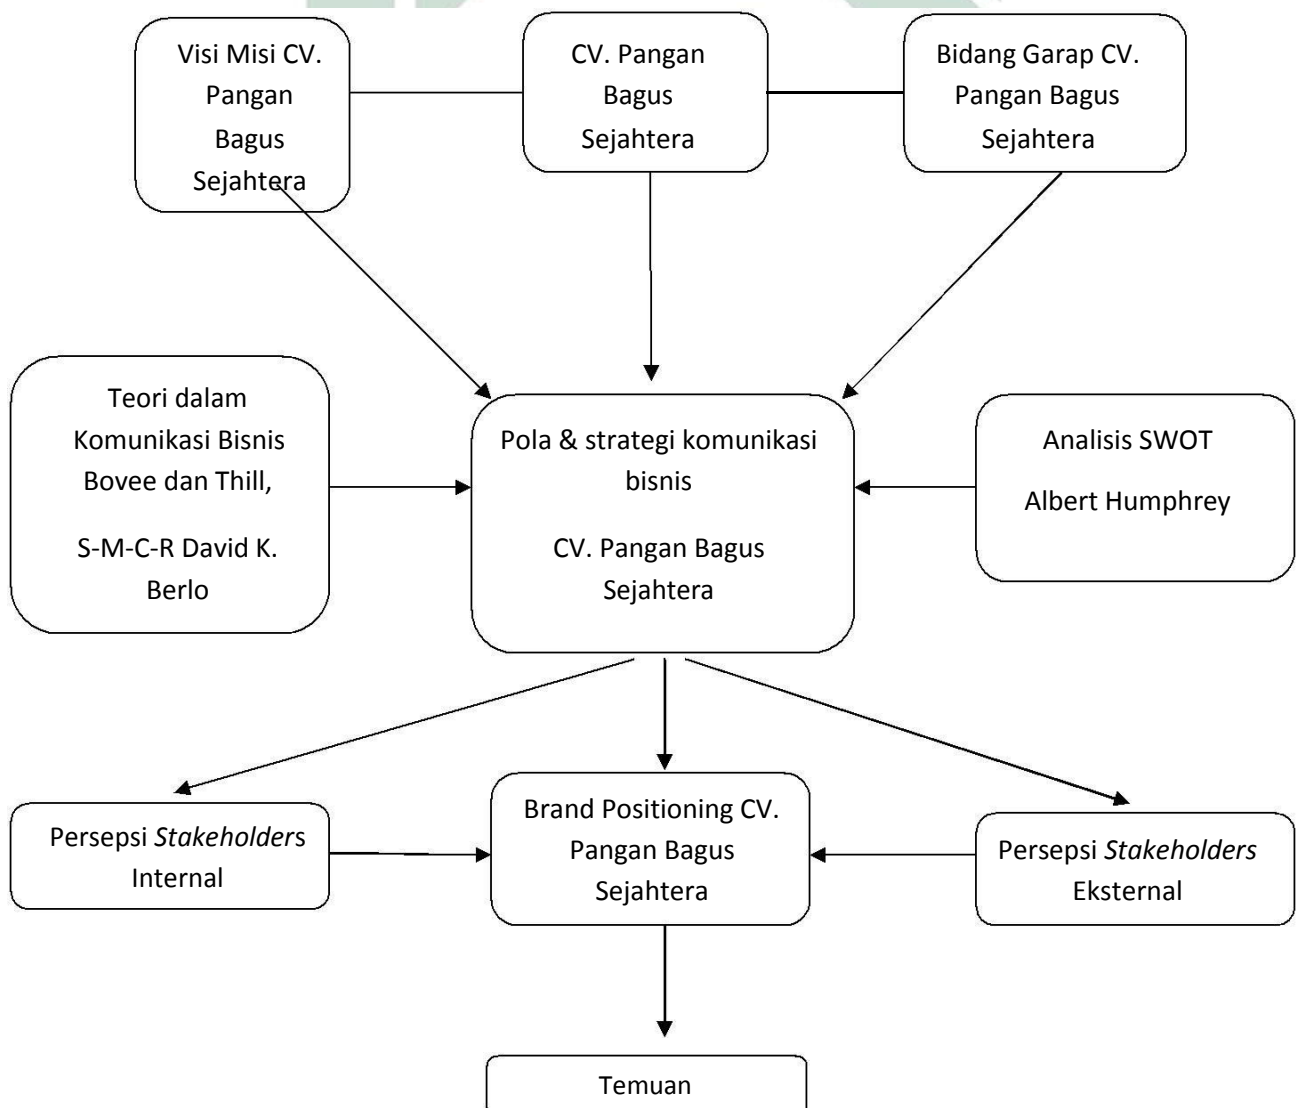 Visi Misi CV.
Pangan
Bagus
Sejahtera
CV. Pangan
Bagus
Sejahtera
Bidang Garap CV.
Pangan Bagus
Sejahtera
Teori dalam
Komunikasi Bisnis
Bovee dan Thill,
S-M-C-R David K.
Berlo
Pola & strategi komunikasi
bisnis
CV. Pangan Bagus
Sejahtera
Analisis SWOT
Albert Humphrey
Persepsi Stakeholders
Internal
Brand Positioning CV.
Pangan Bagus
Sejahtera
Persepsi Stakeholders
Eksternal
Temuan